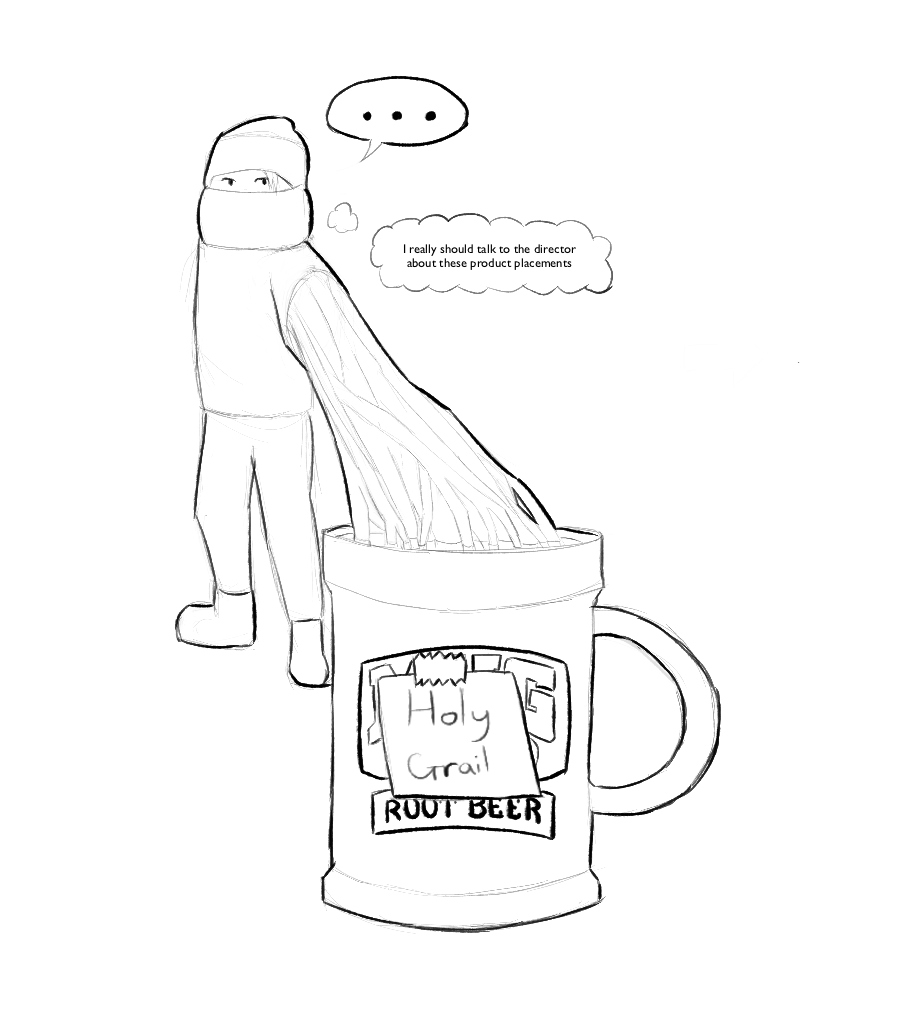 ...
I really should talk to the director
about these product placements
Holy
Grail
ROOT BEER